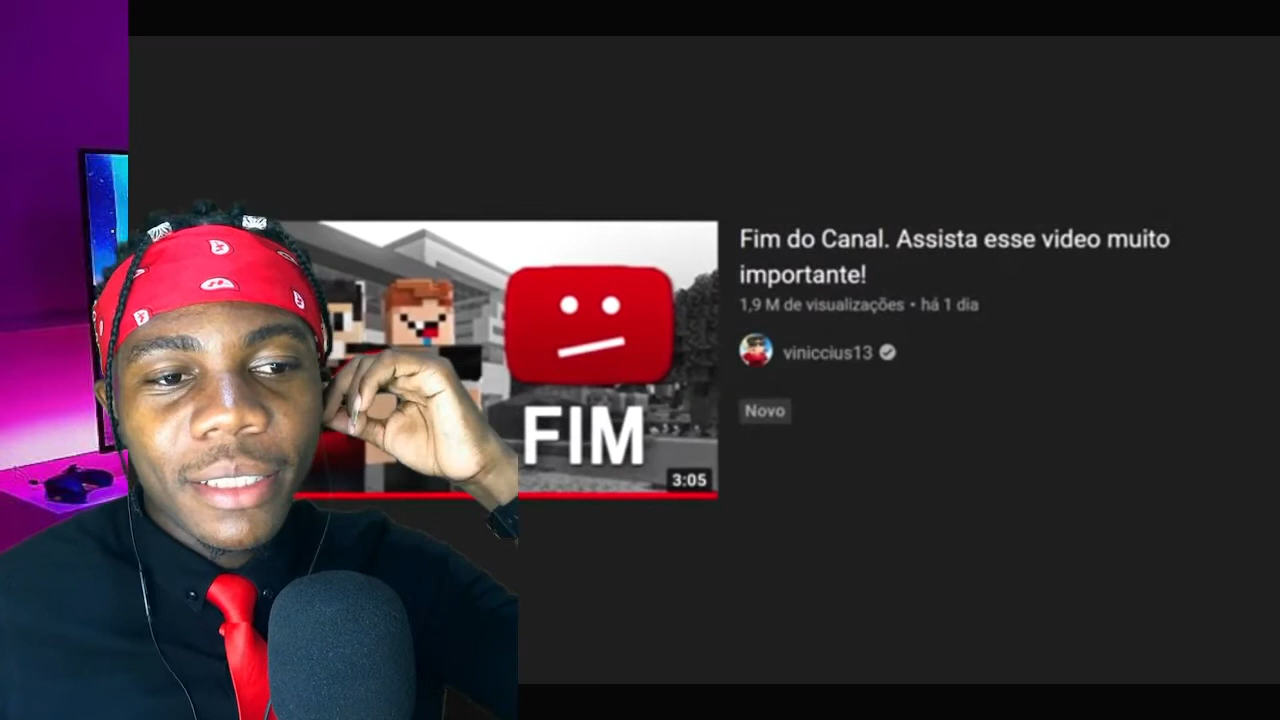 Fim do Canal. Assista esse video muito
importante!
1,9 M de visualizações • há 1 dia
viniccius13
Novo
FIM
3:05